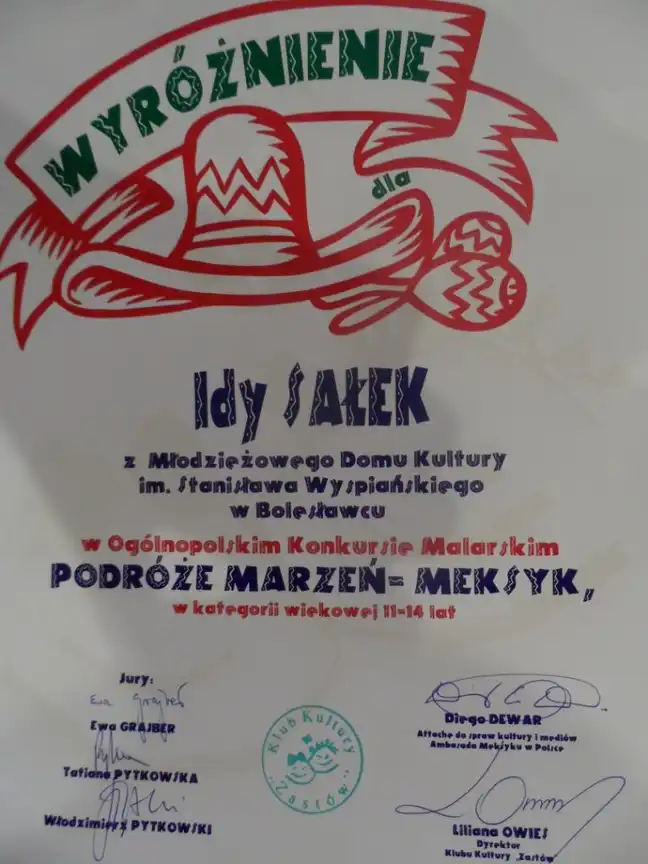 WYRÓŻNIENIE
dla
Idy SAŁEK
z Młodzieżowego Domu Kultury
im. Stanisława Wyspiańskiego
w Bolesławcu
w Ogólnopolskim Konkursie Malarskim
PODRÓŻE MARZEŃ= MEKSYK„
w kategorii wiekowej 11-14 lat
Jury:
Ewa Grajber
Ewa GRAJBER
Tatiana PYTKOWSKA
Włodzimierz PYTKOWSKI
Klub Kultury w „Zastów”
Diego DEWAR
Attache do spraw kultury i mediów
Ambasada Meksyku w Polsce
Liliana OWIES
Dyrektor
Klubu Kultury „Zastów”